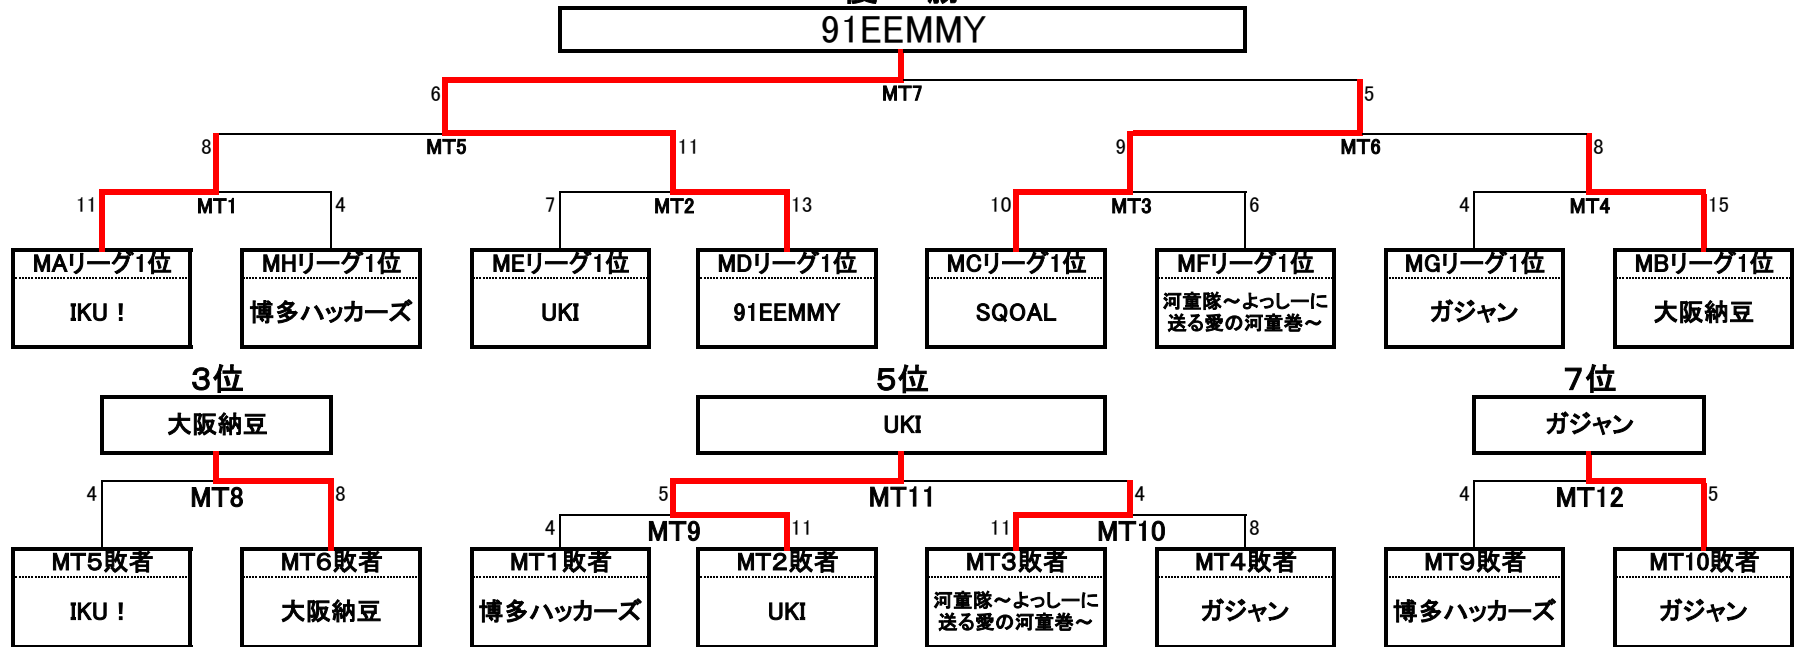 91EEMMY
6 MT7 5
8 MT5 11 9 MT6 8
11 MT1 4 7 MT2 13 10 MT3 6 4 MT4 15
MAリーグ1位 MHリーグ1位 MEリーグ1位 MDリーグ1位 MCリーグ1位 MFリーグ1位 MGリーグ1位 MBリーグ1位
IKU！ 博多ハッカーズ UKI 91EEMMY SQOAL 河童隊～よっしーに ガジャン 大阪納豆
送る愛の河童巻～
３位 ５位 ７位
大阪納豆 UKI ガジャン
4 MT8 8 5 MT11 4 4 MT12 5
4 MT9 11 11 MT10 8
MT5敗者 MT6敗者 MT1敗者 MT2敗者 MT3敗者 MT4敗者 MT9敗者 MT10敗者
IKU！ 大阪納豆 博多ハッカーズ UKI 河童隊～よっしーに ガジャン 博多ハッカーズ ガジャン
送る愛の河童巻～